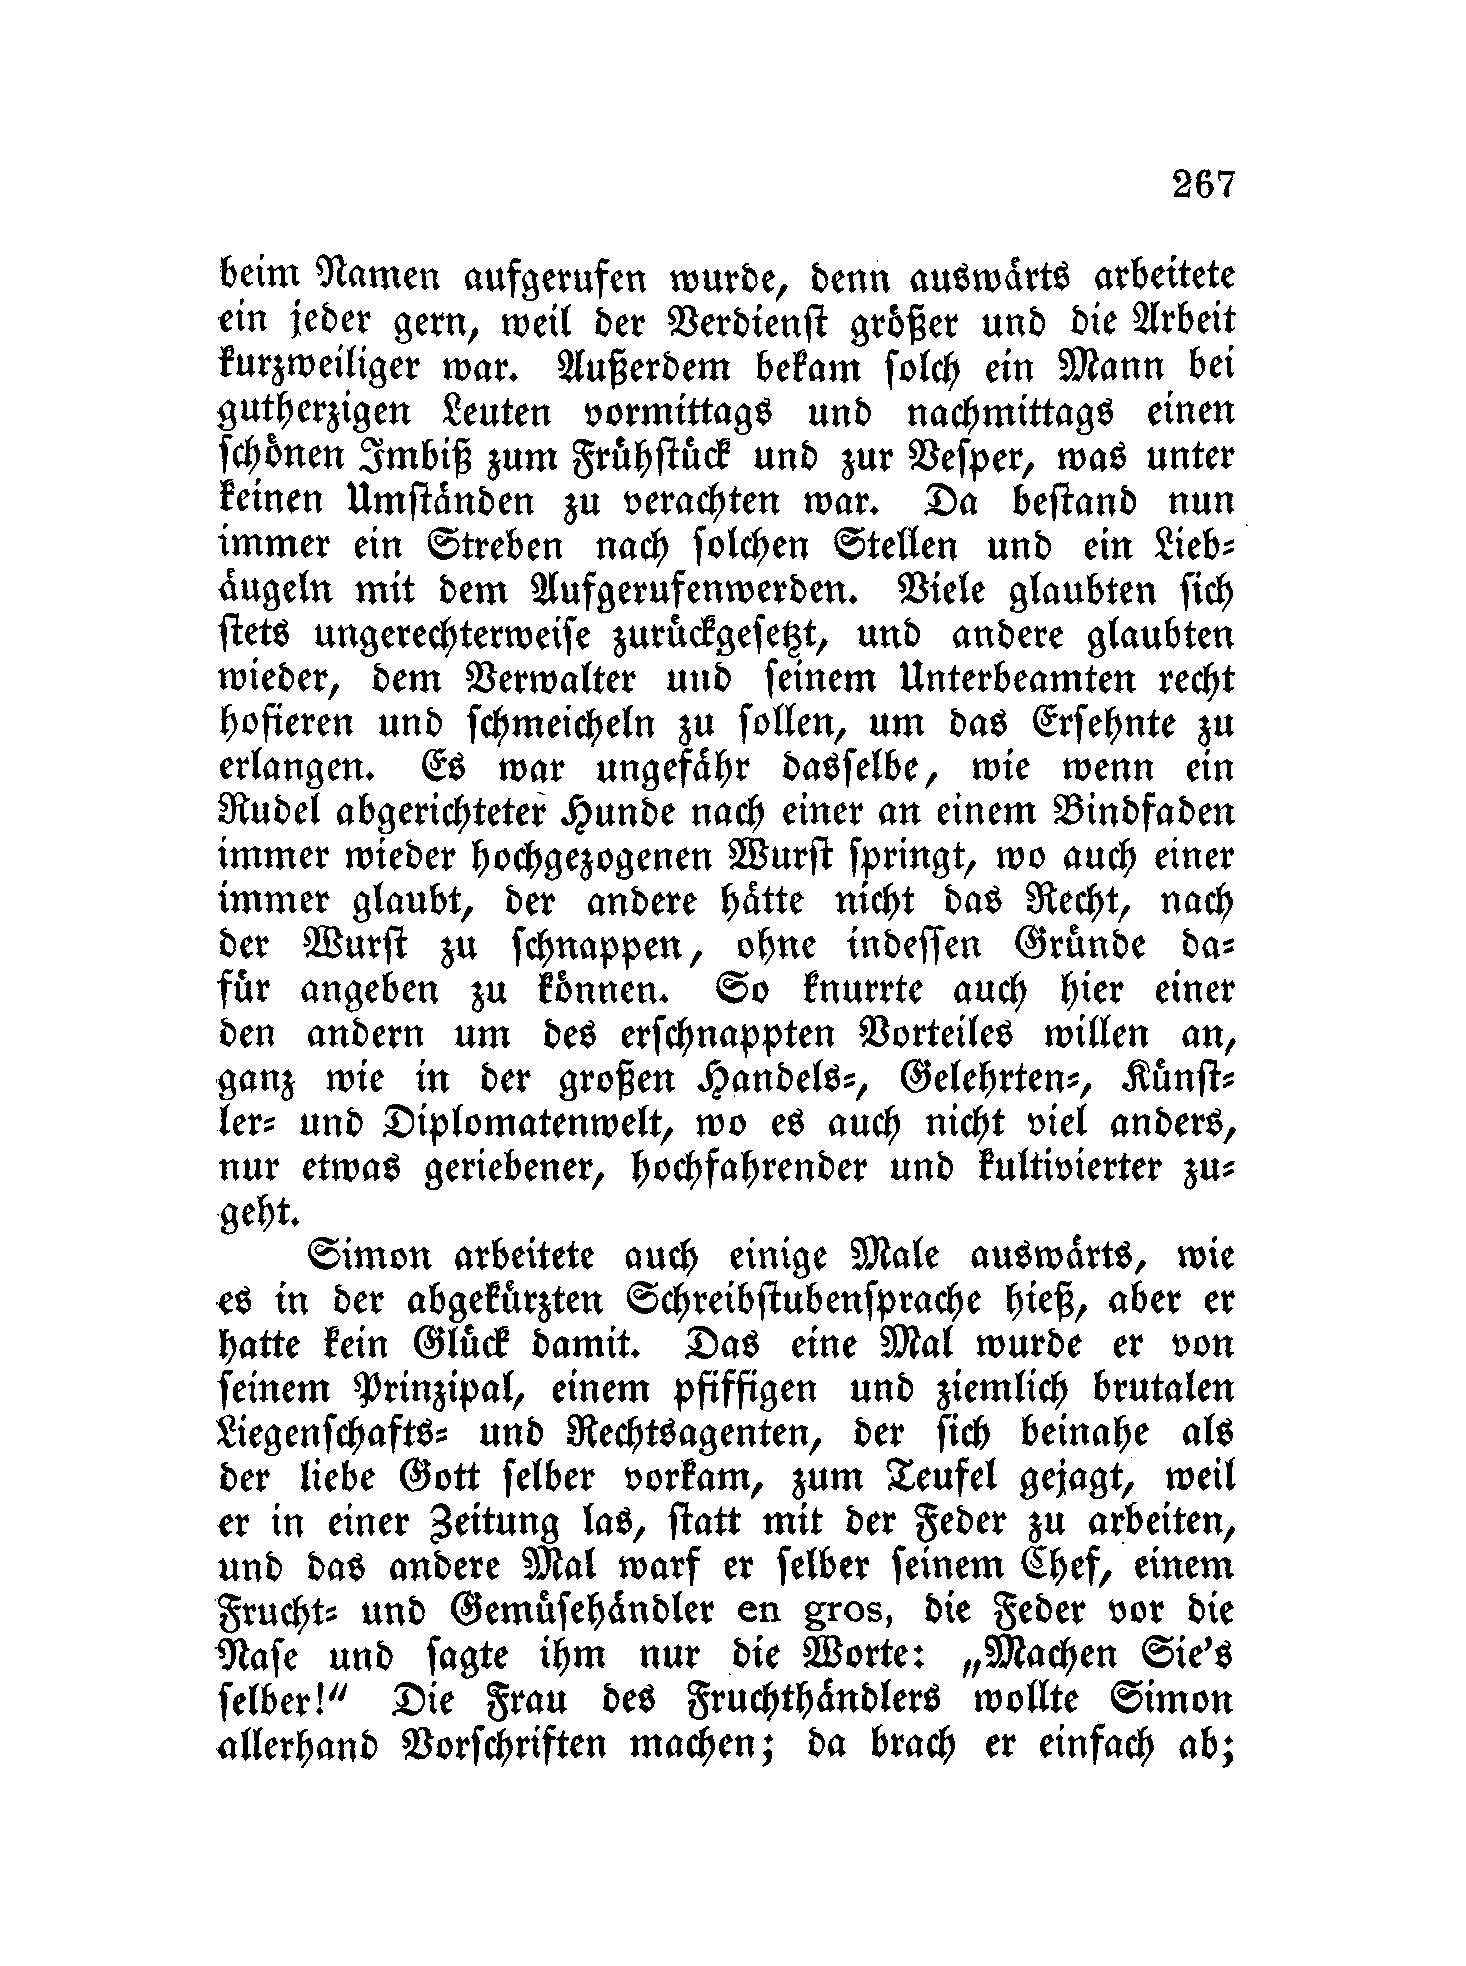 267
beim Namen aufgerufen wurde, denn auswärts arbeitete
ein jeder gern, weil der Verdienst größer und die Arbeit
kurzweiliger war. Außerdem bekam solch ein Mann bei
gutherzigen Leuten vormittags und nachmittags einen
schönen Imbiß zum Frühstück und zur Vesper, was unter
keinen Umständen zu verachten war. Da bestand nun
immer ein Streben nach solchen Stellen und ein Lieb-
äugeln mit dem Aufgerufenwerden. Viele glaubten sich
stets ungerechterweise zurückgesetzt, und andere glaubten
wieder, dem Verwalter und seinem Unterbeamten recht
hofieren und schmeicheln zu sollen, um das Ersehnte zu
erlangen. Es war ungefähr dasselbe, wie wenn ein
Rudel abgerichteter Hunde nach einer an einem Bindfaden
immer wieder hochgezogenen Wurst springt, wo auch einer
immer glaubt, der andere hätte nicht das Recht, nach
der Wurst zu schnappen, ohne indessen Gründe da-
für angeben zu können. So knurrte auch hier einer
den andern um des erschnappten Vorteiles willen an,
ganz wie in der großen Handels-, Gelehrten-, Künst-
ler- und Diplomatenwelt, wo es auch nicht viel anders,
nur etwas geriebener, hochfahrender und kultivierter zu-
geht.
Simon arbeitete auch einige Male auswärts, wie
es in der abgekürzten Schreibstubensprache hieß, aber er
hatte kein Glück damit. Das eine Mal wurde er von
seinem Prinzipal, einem pfiffigen und ziemlich brutalen
Liegenschafts- und Rechtsagenten, der sich beinahe als
der liebe Gott selber vorkam, zum Teufel gejagt, weil
er in einer Zeitung las, statt mit der Feder zu arbeiten,
und das andere Mal warf er selber seinem Chef, einem
Frucht- und Gemüsehändler en gros, die Feder vor die
Nase und sagte ihm nur die Worte: „Machen Sie's
selber!“ Die Frau des Fruchthändlers wollte Simon
allerhand Vorschriften machen; da brach er einfach ab;